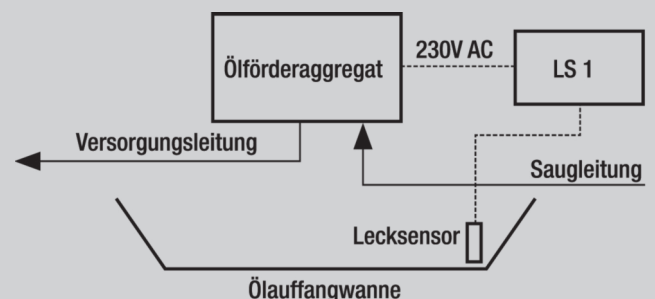 230V AC
Ölförderaggregat
LS 1
Versorgungsleitung
Saugleitung
Lecksensor
Ölauffangwanne